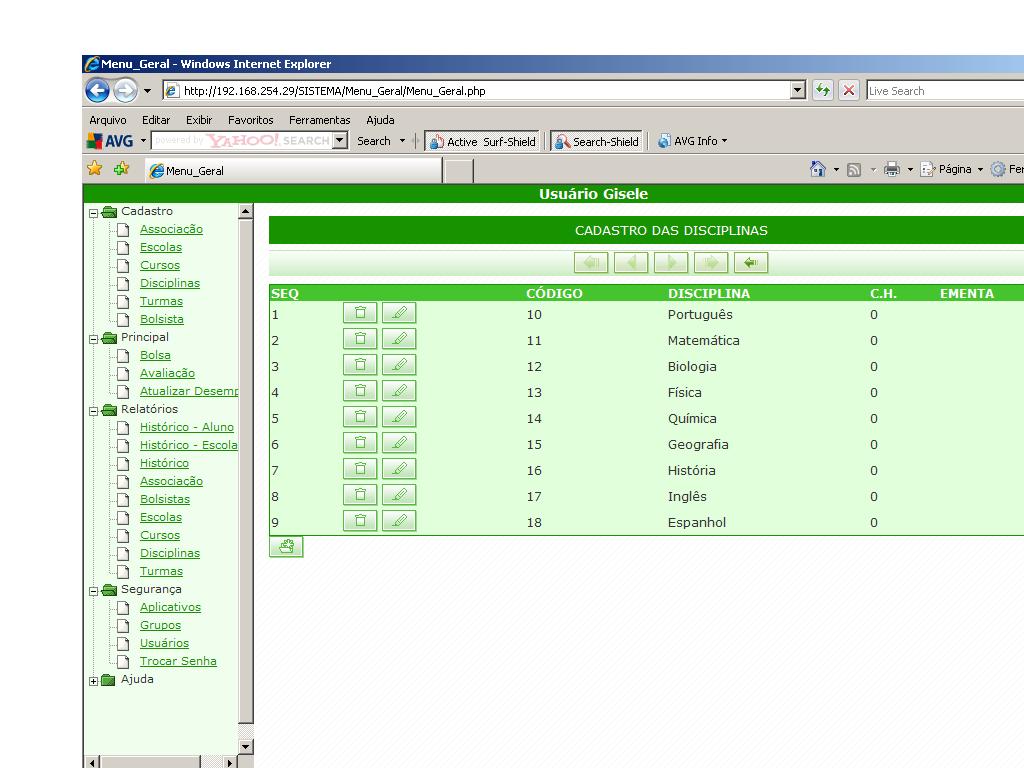 Menu_Geral - Windows Internet Explorer
http://192.168.254.29/SISTEMA/Menu_Geral/Menu_Geral.php
Live Search
Arquivo Editar Exibir Favoritos Ferramentas Ajuda
AVG powered by YAHOO! SEARCH Search Active Surf-Shield Search-Shield AVG Info
Menu_Geral Página Fer
Usuário Gisele
Cadastro
Associação
Escolas
Cursos
Disciplinas
Turmas
Bolsista
Principal
Bolsa
Avaliação
Atualizar Desemp
Relatórios
Histórico - Aluno
Histórico - Escola
Histórico
Associação
Bolsistas
Escolas
Cursos
Disciplinas
Turmas
Segurança
Aplicativos
Grupos
Usuários
Trocar Senha
Ajuda
CADASTRO DAS DISCIPLINAS
SEQ CÓDIGO DISCIPLINA C.H. EMENTA
1 10 Português 0
2 11 Matemática 0
3 12 Biologia 0
4 13 Física 0
5 14 Química 0
6 15 Geografia 0
7 16 História 0
8 17 Inglês 0
9 18 Espanhol 0